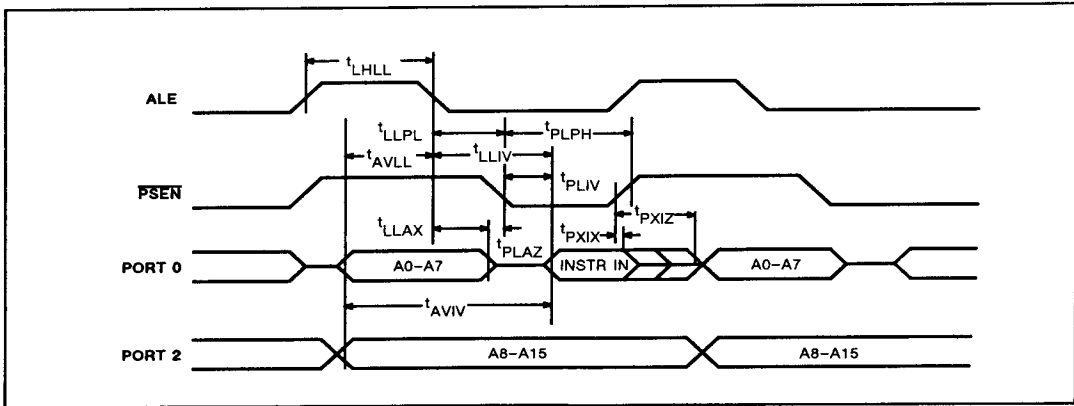 tLHLL
ALE
tLLPL
tPLPH
tAVLL
tLLIV
tPLIV
PSEN
tLLAX
tPLAZ
tPXIX
tPXIZ
PORT 0
A0–A7
INSTR IN
A0–A7
tAVIV
PORT 2
A8–A15
A8–A15